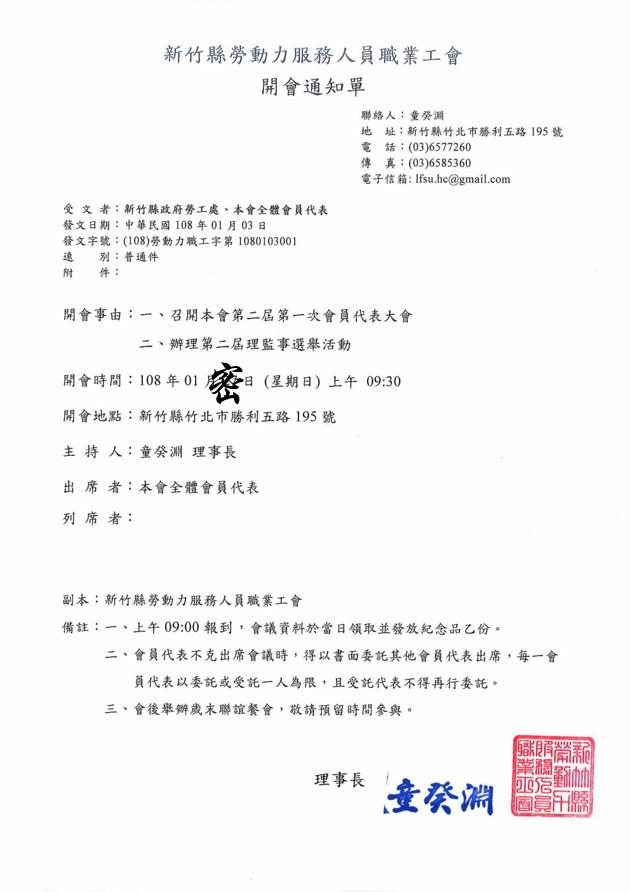 新竹縣勞動力服務人員職業工會
開會通知單
聯絡人：童癸淵
地 址：新竹縣竹北市勝利五路 195 號
電 話：(03)6577260
傳 真：(03)6585360
電子信箱: lfsu.hc@gmail.com
受 文 者：新竹縣政府勞工處、本會全體會員代表
發文日期：中華民國 108 年 01 月 03 日
發文字號：(108)勞動力職工字第 1080103001
速 別：普通件
附 件：
開會事由：一、召開本會第二屆第一次會員代表大會
二、辦理第二屆理監事選舉活動
開會時間：108 年 01 月 密 日 (星期日) 上午 09:30
開會地點：新竹縣竹北市勝利五路 195 號
主 持 人：童癸淵 理事長
出 席 者：本會全體會員代表
列 席 者：
副本：新竹縣勞動力服務人員職業工會
備註：一、上午 09:00 報到，會議資料於當日領取並發放紀念品乙份。
二、會員代表不克出席會議時，得以書面委託其他會員代表出席，每一會
員代表以委託或受託一人為限，且受託代表不得再行委託。
三、會後舉辦歲末聯誼餐會，敬請預留時間參與。
理事長 童癸淵
新竹縣
勞動力
服務人員
職業工會